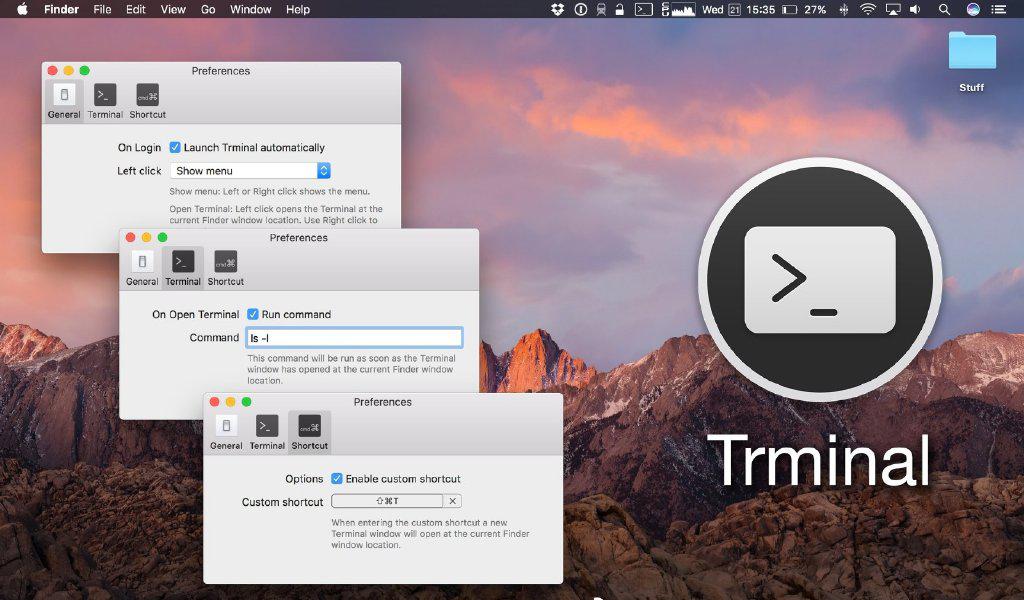 Finder File Edit View Go Window Help
Wed 21 15:35 27%
Stuff
Preferences
General Terminal Shortcut
On Login Launch Trminal automatically
Left click Show menu
Show menu: Left or Right click shows the menu.
Open Terminal: Left click opens the Terminal at the
current Finder window location. Use Right click to
Preferences
General Terminal Shortcut
On Open Terminal Run command
Command ls -l
This command will be run as soon as the Terminal
window has opened at the current Finder window
location.
Preferences
General Terminal Shortcut
Options Enable custom shortcut
Custom shortcut ⇧⌘T
When entering the custom shortcut a new
Terminal window will open at the current Finder
window location.
Trminal